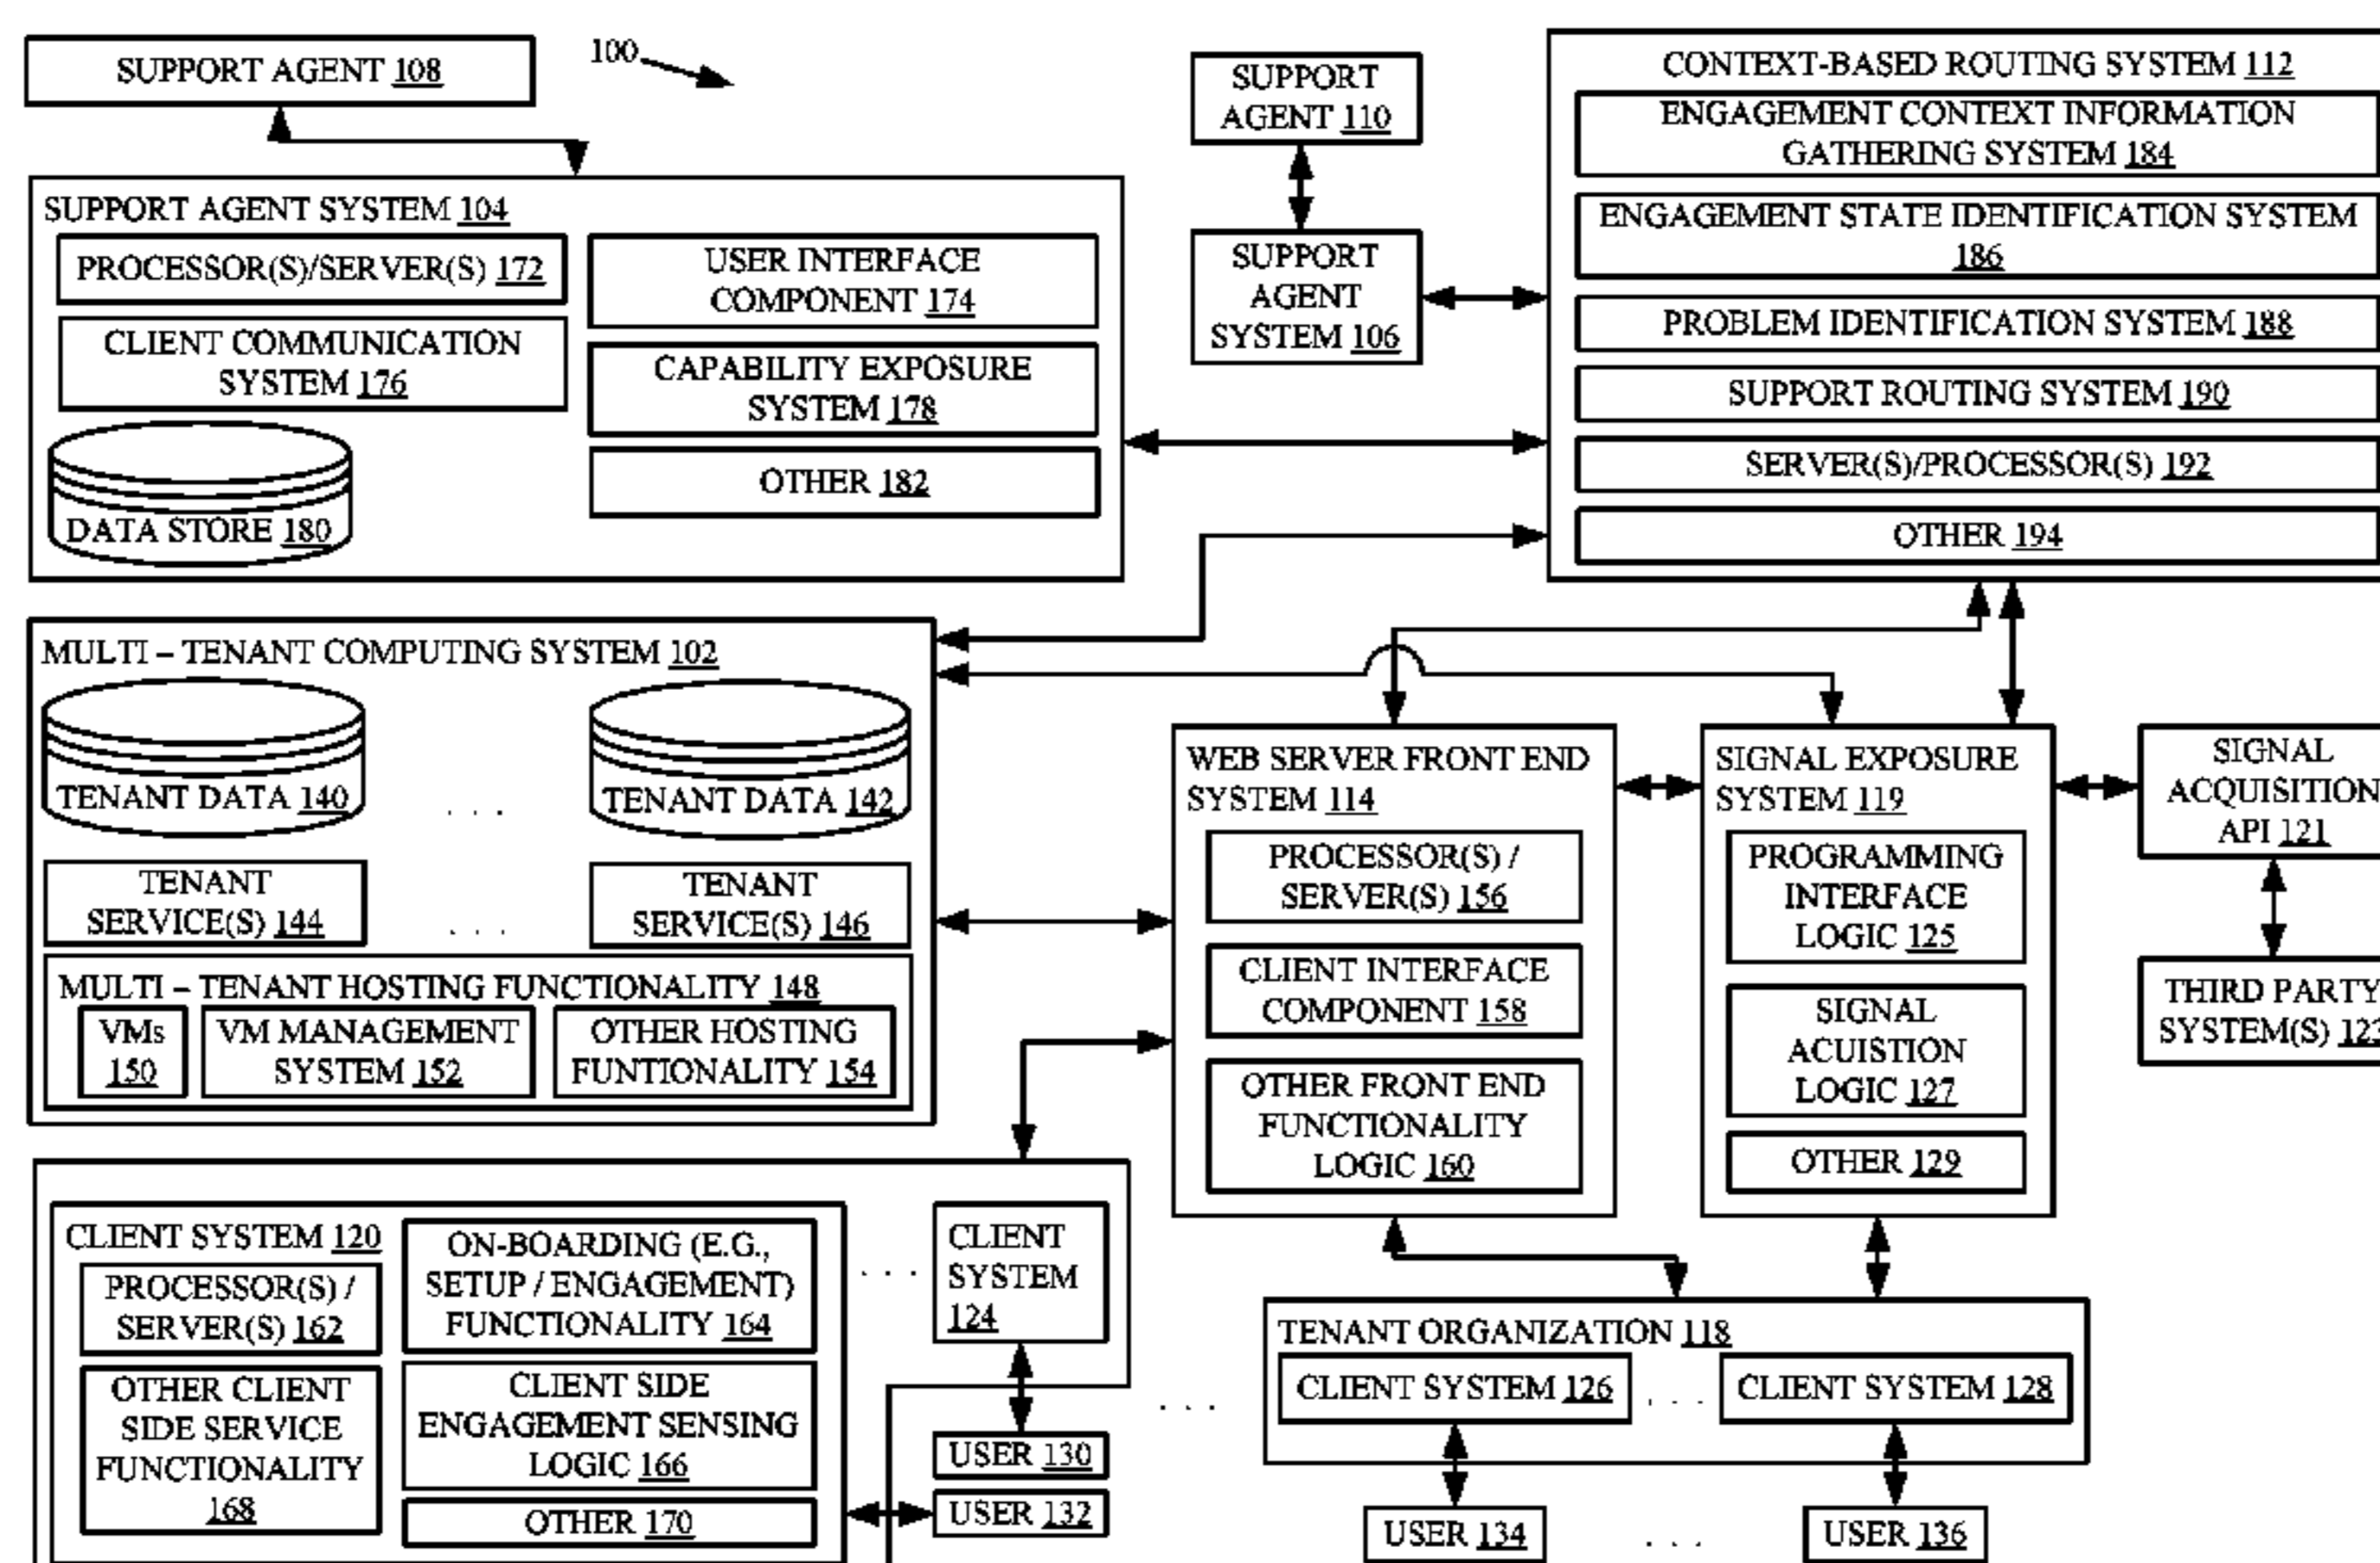 SUPPORT AGENT 108
100
SUPPORT
AGENT 110
CONTEXT-BASED ROUTING SYSTEM 112
ENGAGEMENT CONTEXT INFORMATION
GATHERING SYSTEM 184
ENGAGEMENT STATE IDENTIFICATION SYSTEM
186
PROBLEM IDENTIFICATION SYSTEM 188
SUPPORT ROUTING SYSTEM 190
SERVER(S)/PROCESSOR(S) 192
OTHER 194
SUPPORT
AGENT
SYSTEM 106
SUPPORT AGENT SYSTEM 104
PROCESSOR(S)/SERVER(S) 172
CLIENT COMMUNICATION
SYSTEM 176
DATA STORE 180
USER INTERFACE
COMPONENT 174
CAPABILITY EXPOSURE
SYSTEM 178
OTHER 182
MULTI – TENANT COMPUTING SYSTEM 102
TENANT DATA 140
. . .
TENANT DATA 142
TENANT
SERVICE(S) 144
. . .
TENANT
SERVICE(S) 146
MULTI – TENANT HOSTING FUNCTIONALITY 148
VMs
150
VM MANAGEMENT
SYSTEM 152
OTHER HOSTING
FUNTIONALITY 154
WEB SERVER FRONT END
SYSTEM 114
PROCESSOR(S) /
SERVER(S) 156
CLIENT INTERFACE
COMPONENT 158
OTHER FRONT END
FUNCTIONALITY
LOGIC 160
SIGNAL EXPOSURE
SYSTEM 119
PROGRAMMING
INTERFACE
LOGIC 125
SIGNAL
ACUISTION
LOGIC 127
OTHER 129
SIGNAL
ACQUISITION
API 121
THIRD PARTY
SYSTEM(S) 123
CLIENT SYSTEM 120
PROCESSOR(S) /
SERVER(S) 162
OTHER CLIENT
SIDE SERVICE
FUNCTIONALITY
168
ON-BOARDING (E.G.,
SETUP / ENGAGEMENT)
FUNCTIONALITY 164
CLIENT SIDE
ENGAGEMENT SENSING
LOGIC 166
OTHER 170
. . .
CLIENT
SYSTEM
124
USER 130
USER 132
. . .
TENANT ORGANIZATION 118
CLIENT SYSTEM 126
. . .
CLIENT SYSTEM 128
USER 134
. . .
USER 136